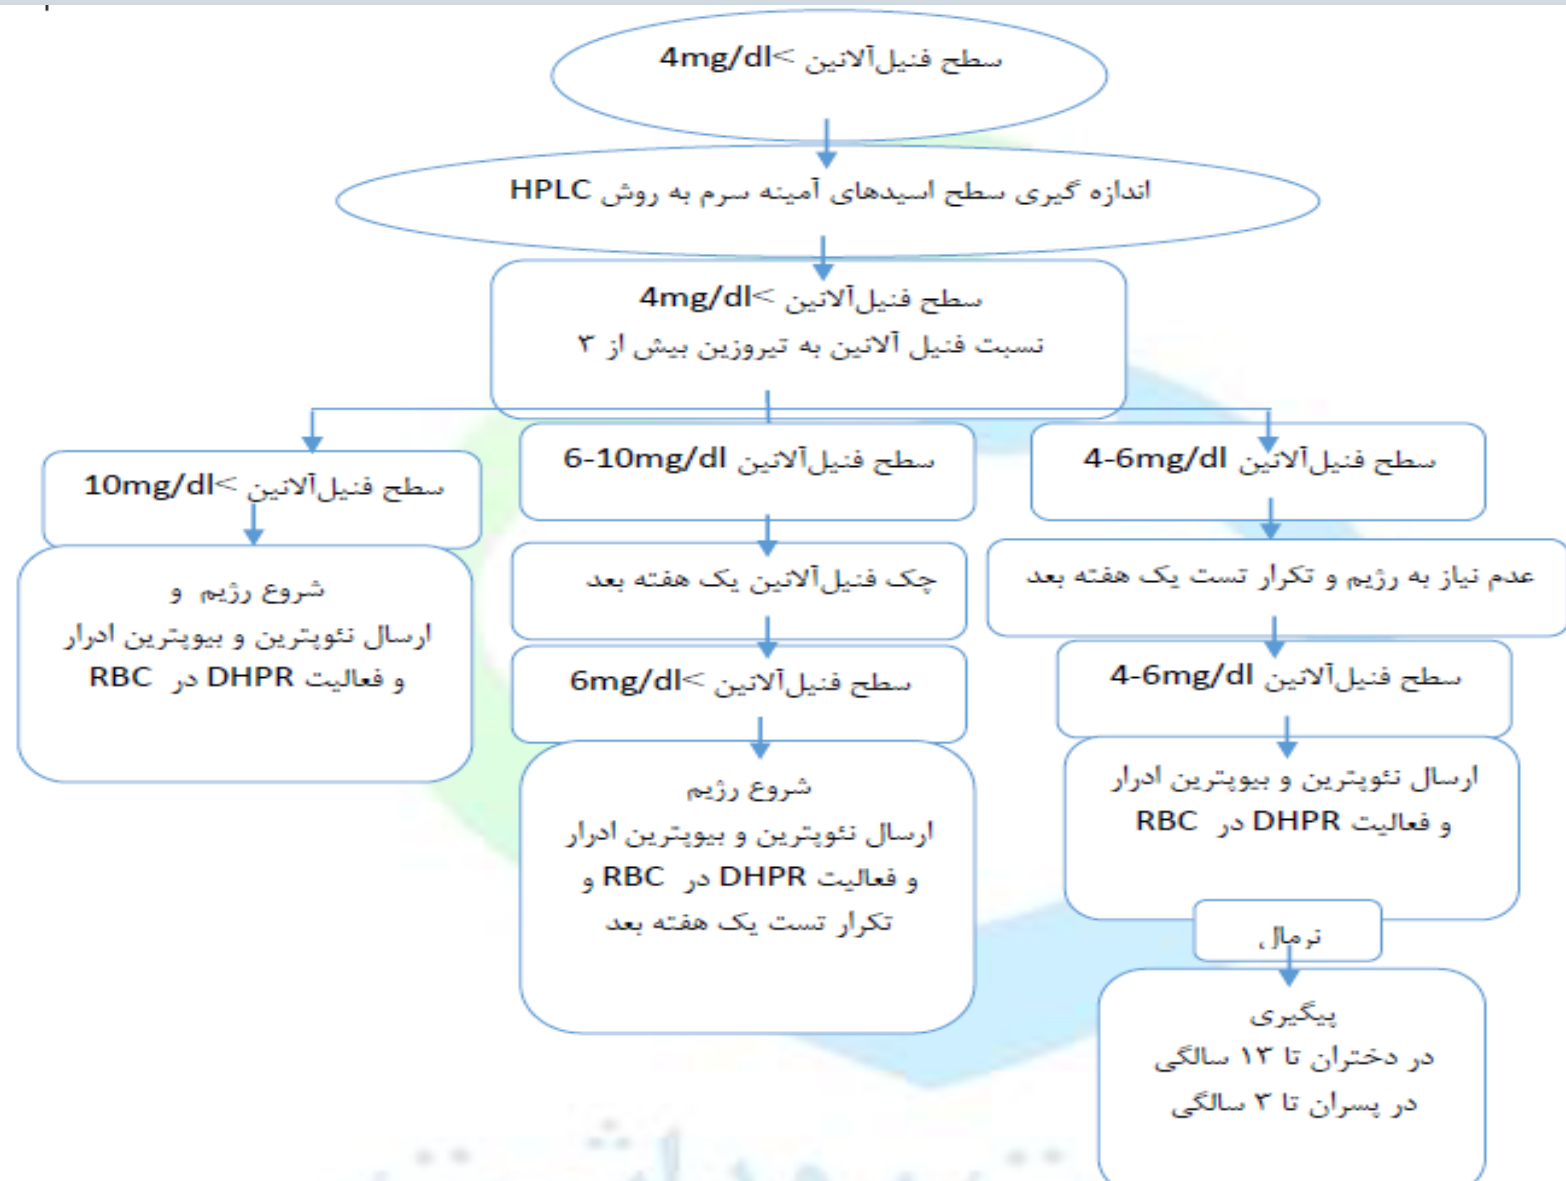 سطح فنیل‌آلانین >4mg/dl
اندازه گیری سطح اسیدهای آمینه سرم به روش HPLC
سطح فنیل‌آلانین >4mg/dl
نسبت فنیل آلانین به تیروزین بیش از ۳
سطح فنیل‌آلانین 4-6mg/dl
عدم نیاز به رژیم و تکرار تست یک هفته بعد
سطح فنیل‌آلانین 4-6mg/dl
ارسال نئوپترین و بیوپترین ادرار
و فعالیت DHPR در RBC
نرمال
پیگیری
در دختران تا ۱۳ سالگی
در پسران تا ۳ سالگی
سطح فنیل‌آلانین 6-10mg/dl
چک فنیل‌آلانین یک هفته بعد
سطح فنیل‌آلانین >6mg/dl
شروع رژیم
ارسال نئوپترین و بیوپترین ادرار
و فعالیت DHPR در RBC و
تکرار تست یک هفته بعد
سطح فنیل‌آلانین >10mg/dl
شروع رژیم و
ارسال نئوپترین و بیوپترین ادرار
و فعالیت DHPR در RBC